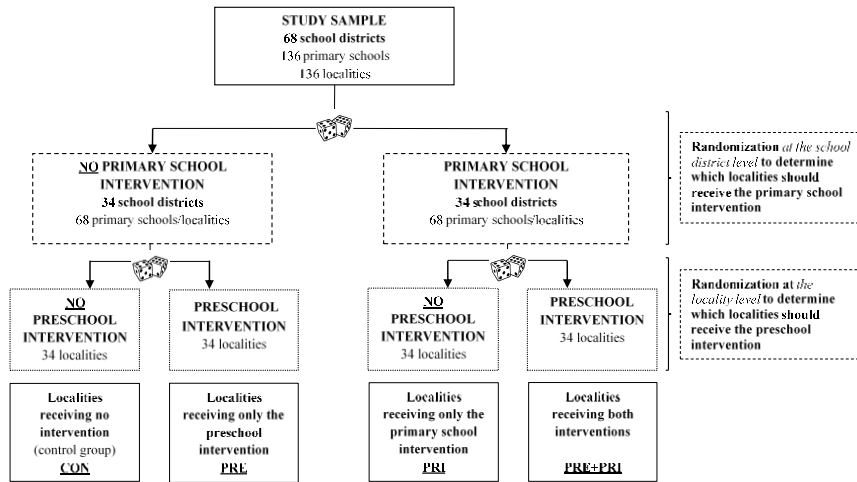 STUDY SAMPLE
68 school districts
136 primary schools
136 localities
NO PRIMARY SCHOOL
INTERVENTION
34 school districts
68 primary schools/localities
PRIMARY SCHOOL
INTERVENTION
34 school districts
68 primary schools/localities
Randomization at the school
district level to determine
which localities should
receive the primary school
intervention
NO
PRESCHOOL
INTERVENTION
34 localities
PRESCHOOL
INTERVENTION
34 localities
NO
PRESCHOOL
INTERVENTION
34 localities
PRESCHOOL
INTERVENTION
34 localities
Randomization at the
locality level to determine
which localities should
receive the preschool
intervention
Localities
receiving no
intervention
(control group)
CON
Localities
receiving only the
preschool
intervention
PRE
Localities
receiving only the
primary school
intervention
PRI
Localities
receiving both
interventions
PRE+PRI